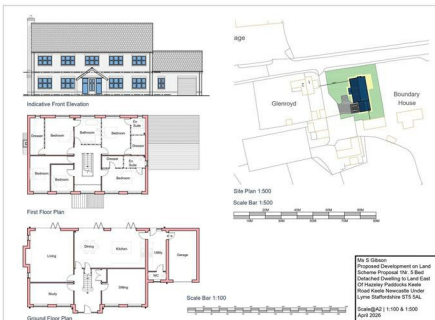 age
Glenroyd
Boundary
House
Indicative Front Elevation
Dresser
Bedroom
Bathroom
Bedroom
En
Suite
Dresser
Dresser
En
Suite
Bedroom
Bedroom
Bedroom
First Floor Plan
Site Plan 1:500
Scale Bar 1:500
Living
Dining
Kitchen
Utility
Garage
WC
Study
Sitting
Ground Floor Plan
Scale Bar 1:100
Ms S Gibson
Proposed Development on Land
Scheme Proposal 1Nr. 5 Bed
Detached Dwelling to Land East
Of Hazeley Paddocks Keele
Road Keele Newcastle Under
Lyme Staffordshire ST5 5AL
Scale@A2 | 1:100 & 1:500
April 2026